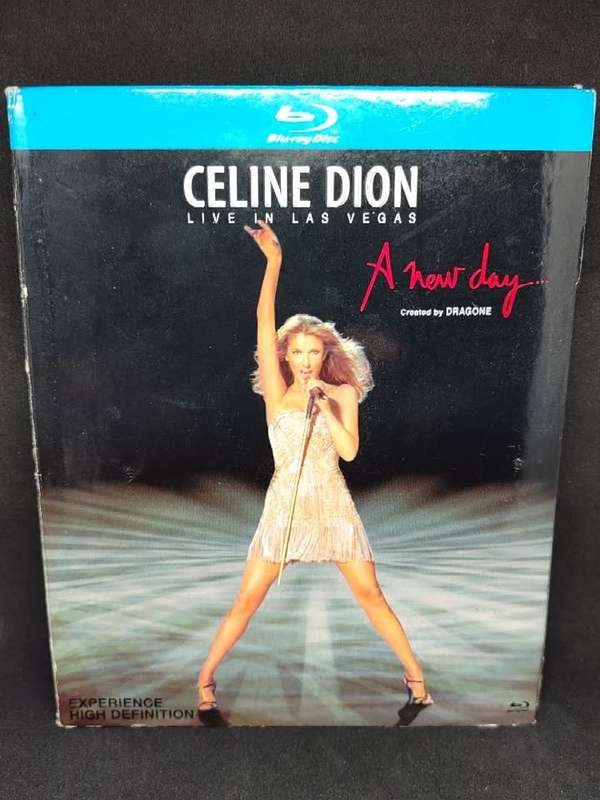 Blu-ray Disc
CELINE DION
LIVE IN LAS VEGAS
A new day...
Created by DRAGONE
EXPERIENCE
HIGH DEFINITION